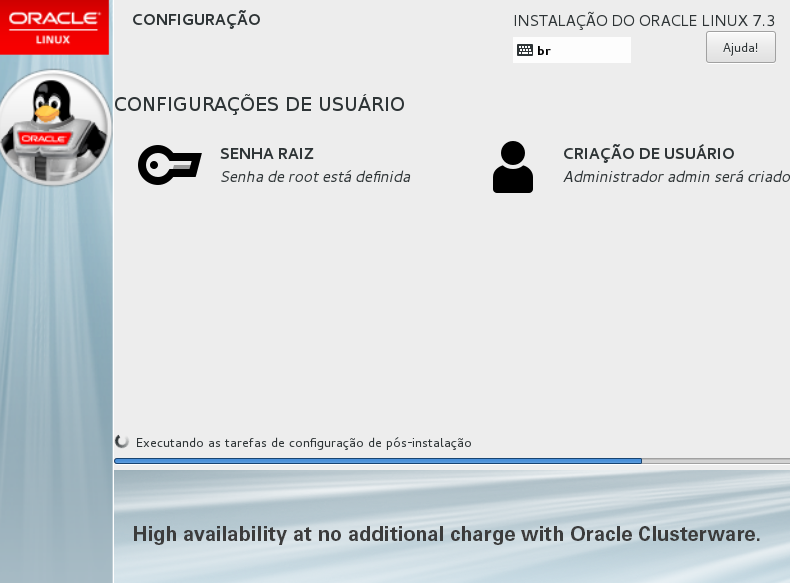 ORACLE
LINUX
CONFIGURAÇÃO
INSTALAÇÃO DO ORACLE LINUX 7.3
br
Ajuda!
ORACLE
CONFIGURAÇÕES DE USUÁRIO
SENHA RAIZ
Senha de root está definida
CRIAÇÃO DE USUÁRIO
Administrador admin será criado
Executando as tarefas de configuração de pós-instalação
High availability at no additional charge with Oracle Clusterware.